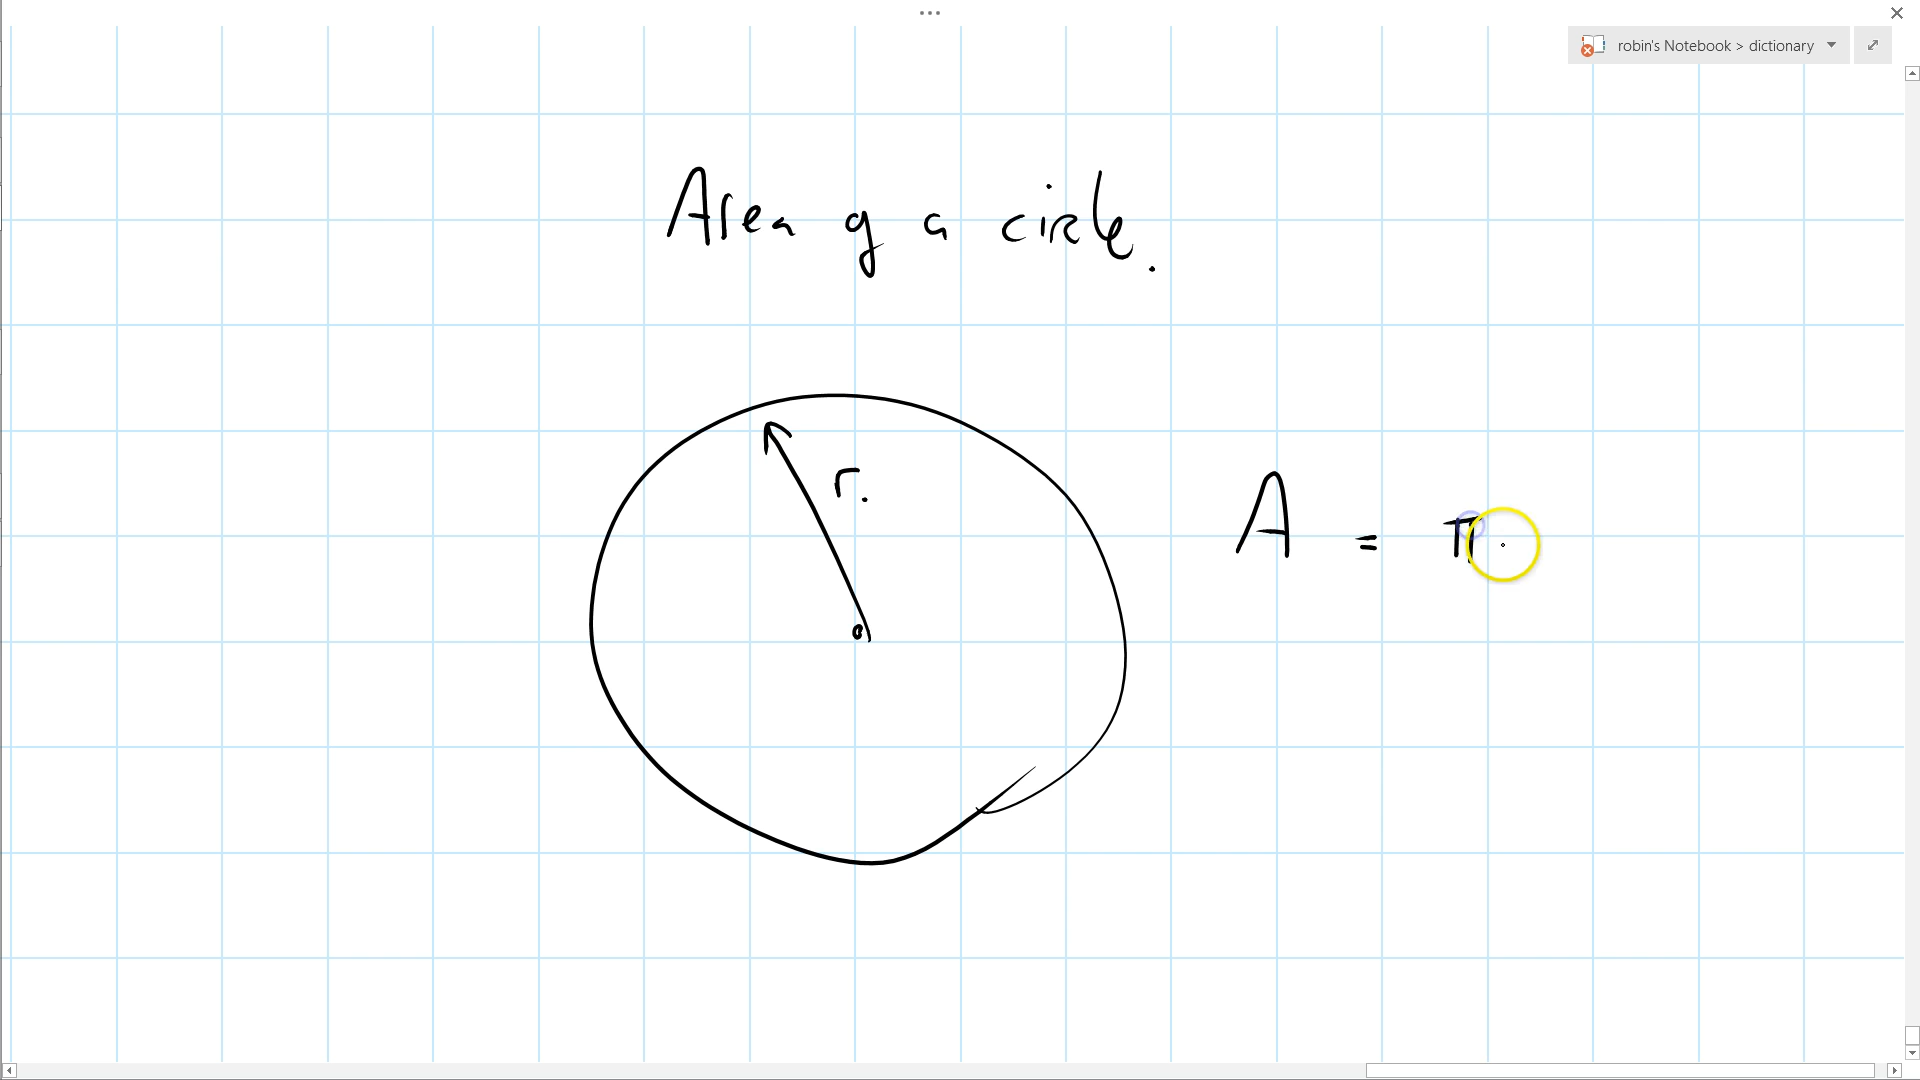 robin's Notebook > dictionary
Area of a circle.
r.
A = π